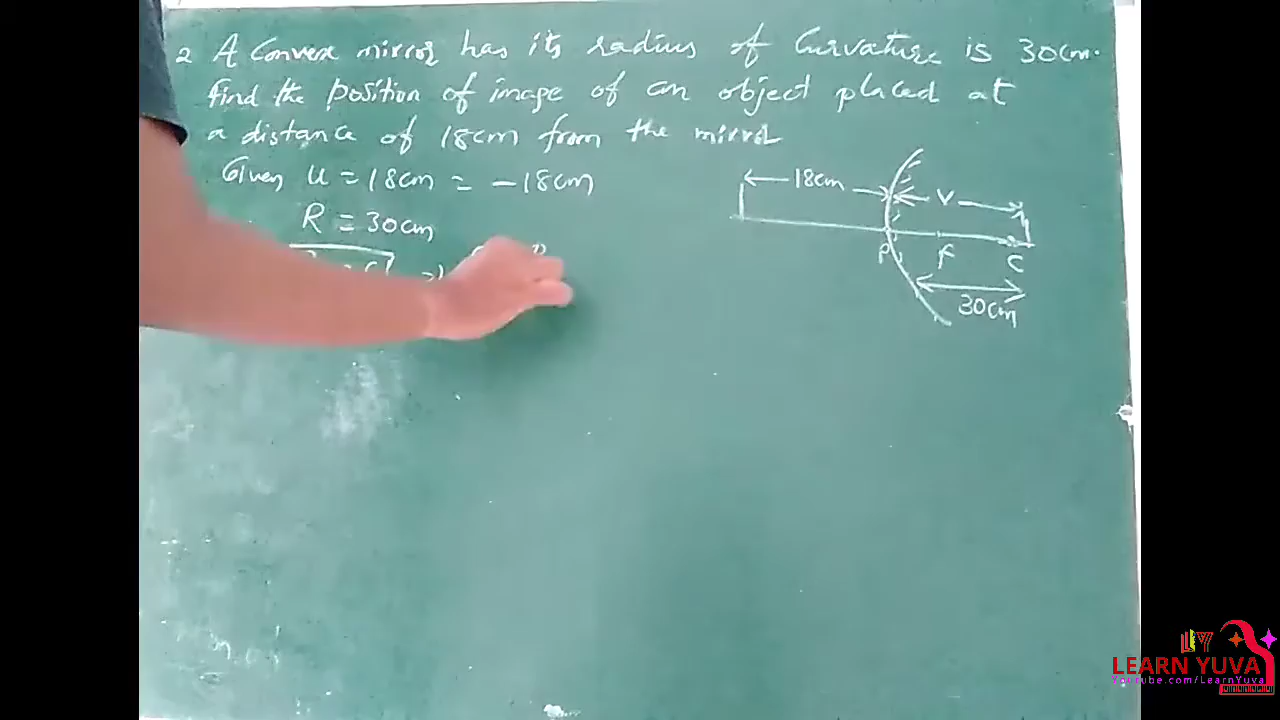 2 A Convex mirror has its radius of Curvature is 30cm.
Find the position of image of an object placed at
a distance of 18cm from the mirror
Given u = 18cm = -18cm
R = 30cm
18cm
V
P F C
30cm
LY
LEARN YUVA
Youtube.com/LearnYuva